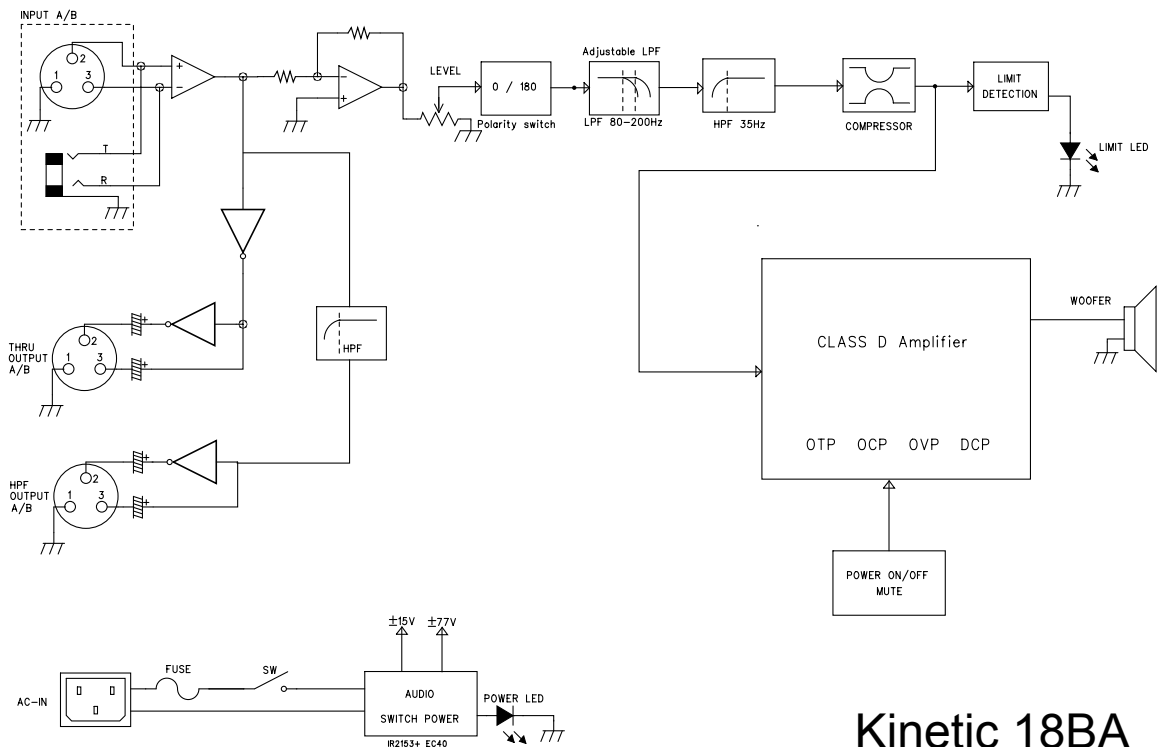 INPUT A/B
2
1
3
T
R
+
−
−
+
LEVEL
0 / 180
Polarity switch
Adjustable LPF
LPF 80-200Hz
HPF 35Hz
COMPRESSOR
LIMIT
DETECTION
LIMIT LED
THRU
OUTPUT
A/B
2
1
3
+
+
HPF
HPF
OUTPUT
A/B
2
1
3
+
+
CLASS D Amplifier
OTP OCP OVP DCP
WOOFER
POWER ON/OFF
MUTE
±15V
±77V
AC-IN
FUSE
SW
AUDIO
SWITCH POWER
IR2153+ EC40
POWER LED
Kinetic 18BA